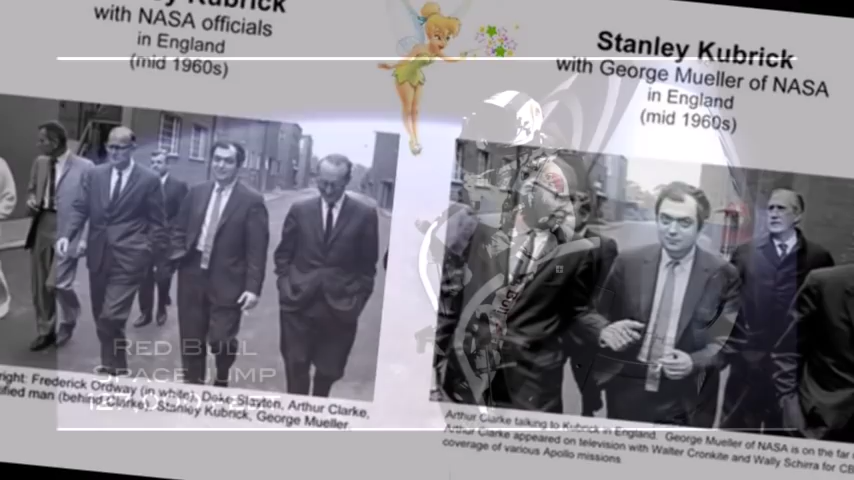 Kubrick
with NASA officials
in England
(mid 1960s)
right: Frederick Ordway (in white), Deke Slayton, Arthur Clarke,
man (behind Clarke), Stanley Kubrick, George Mueller.
Stanley Kubrick
with George Mueller of NASA
in England
(mid 1960s)
Arthur Clarke talking to Kubrick in England. George Mueller of NASA is on the far
Arthur Clarke appeared on television with Walter Cronkite and Wally Schirra for
coverage of various Apollo missions
Red Bull
Space Jump